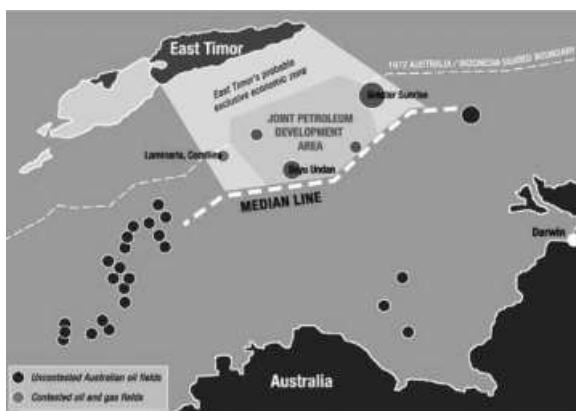 East Timor
1972 AUSTRALIA / INDONESIA SEABED BOUNDARY
East Timor's probable
exclusive economic zone
Greater Sunrise
JOINT PETROLEUM
DEVELOPMENT
AREA
Laminaria, Corallina
Bayu Undan
MEDIAN LINE
Darwin
Australia
Uncontested Australian oil fields
Contested oil and gas fields